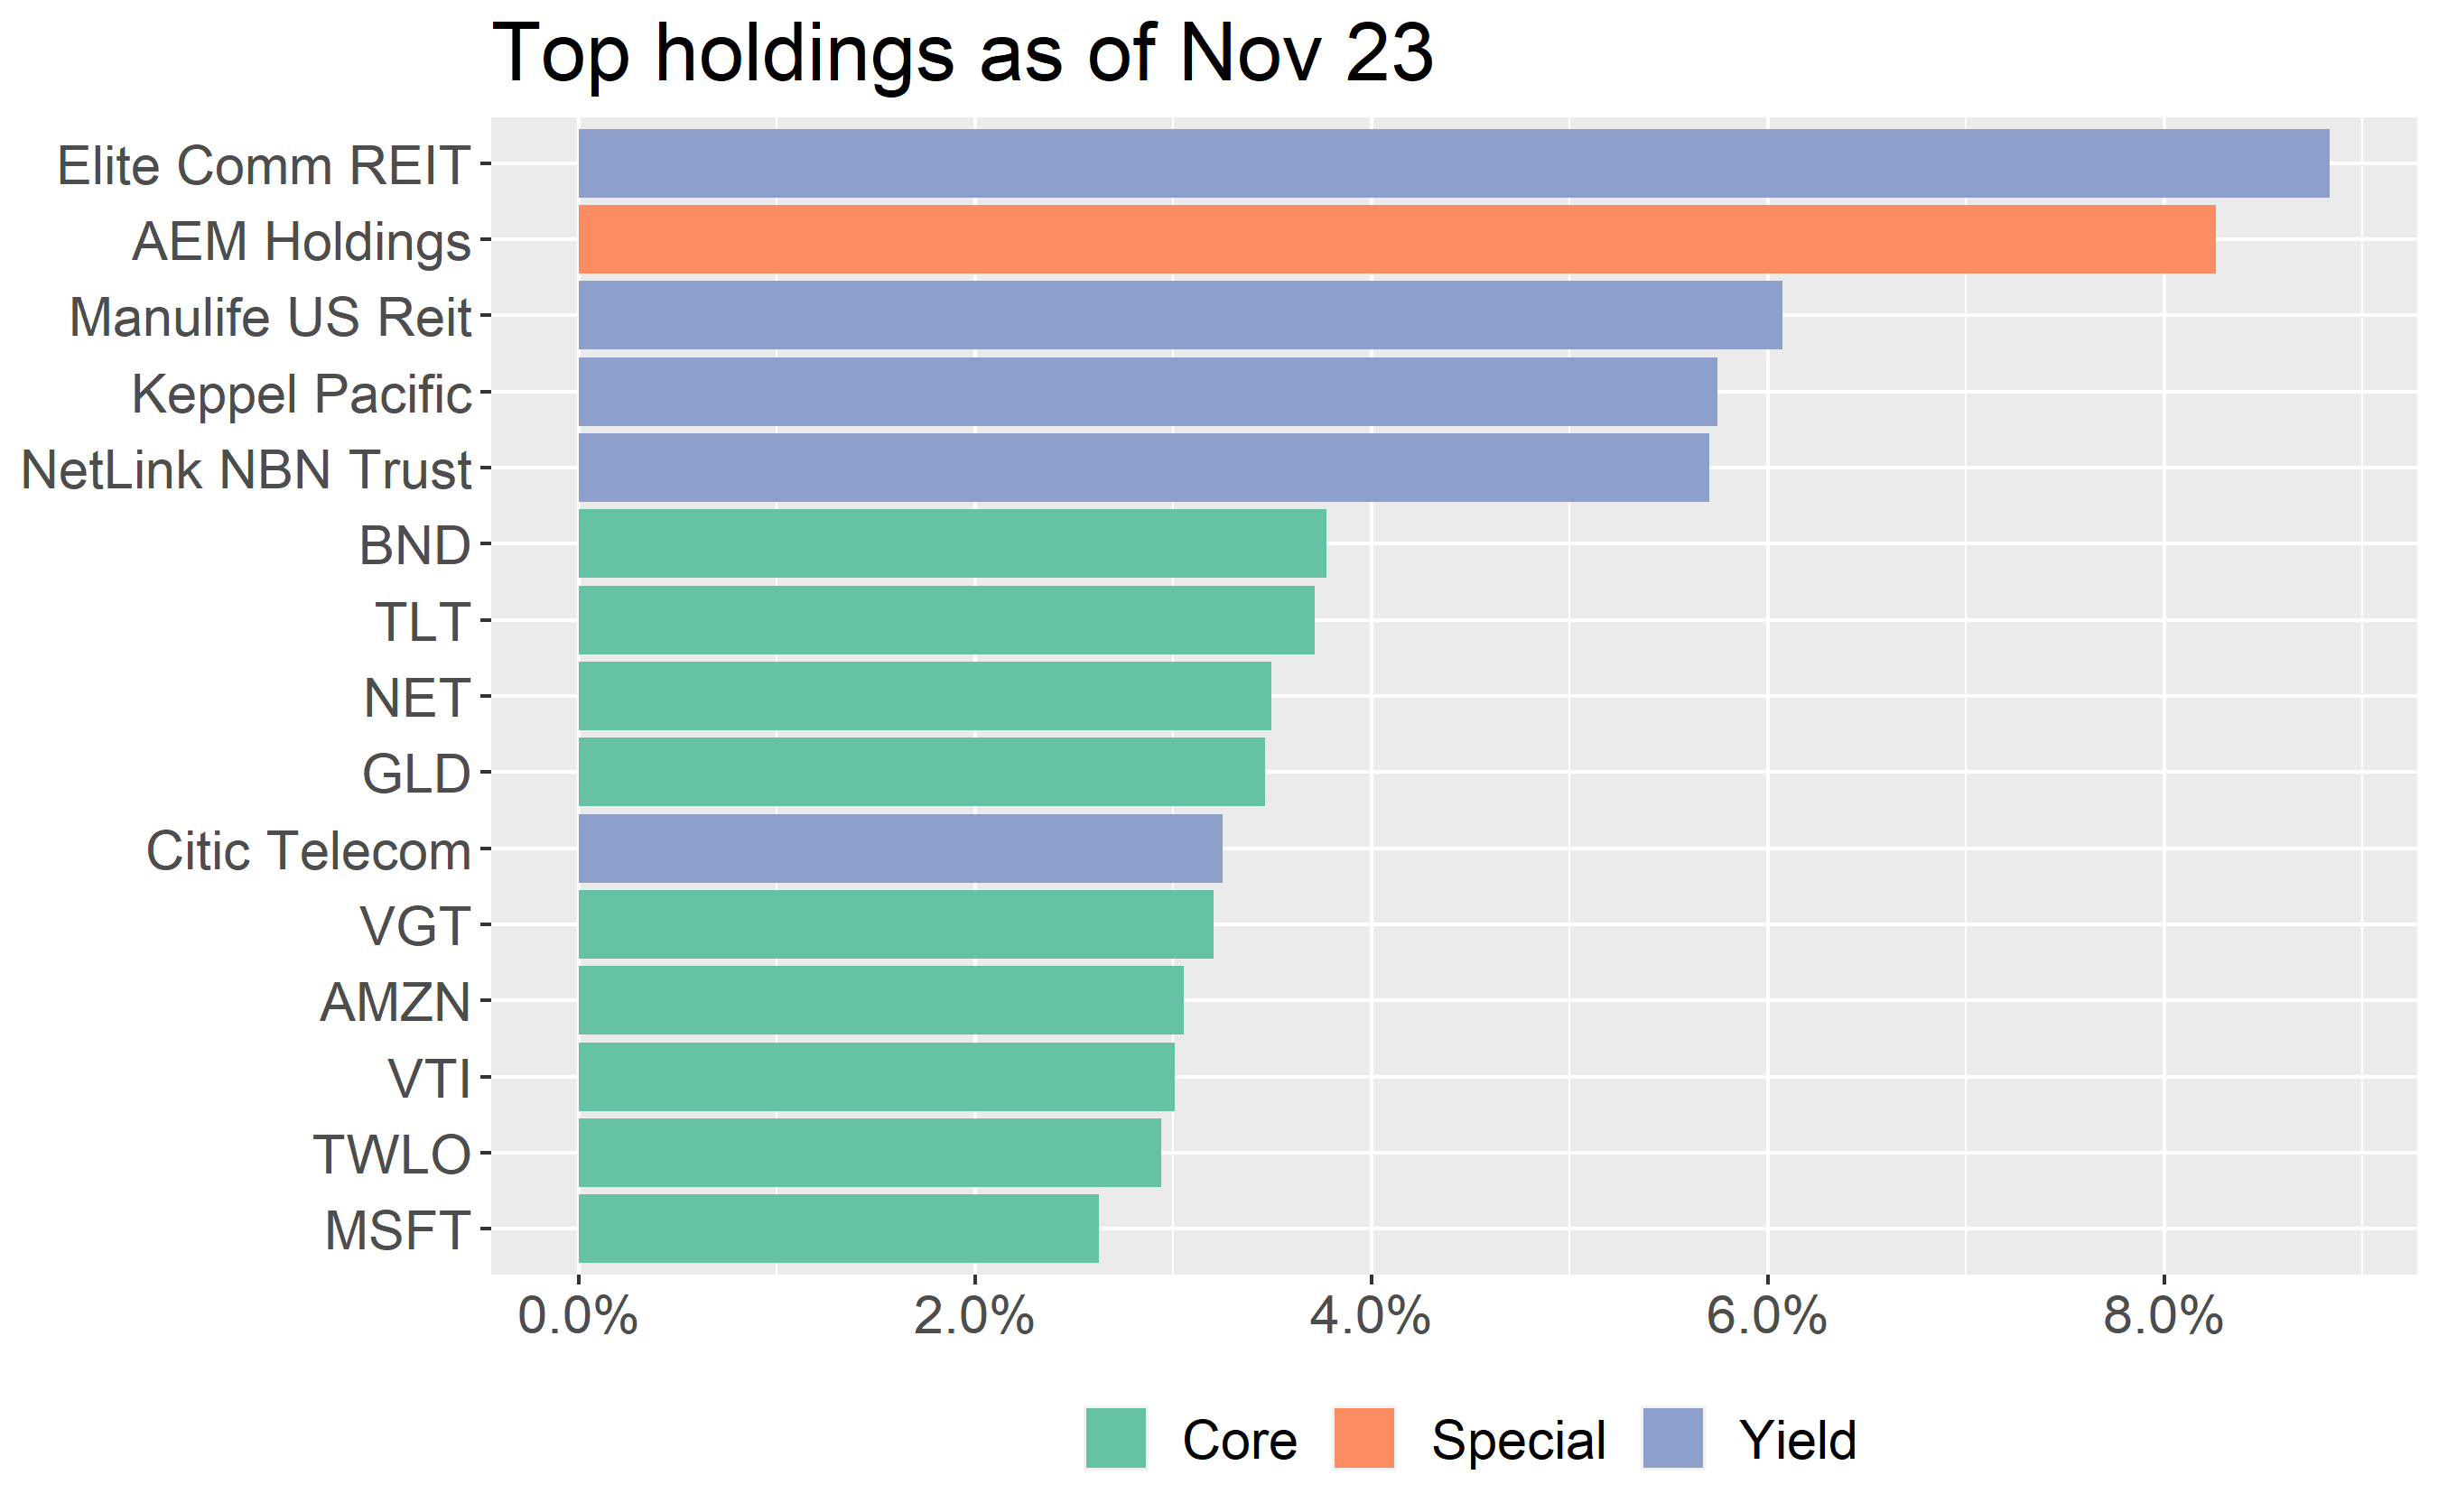 Top holdings as of Nov 23
Elite Comm REIT
AEM Holdings
Manulife US Reit
Keppel Pacific
NetLink NBN Trust
BND
TLT
NET
GLD
Citic Telecom
VGT
AMZN
VTI
TWLO
MSFT
0.0% 2.0% 4.0% 6.0% 8.0%
Core Special Yield